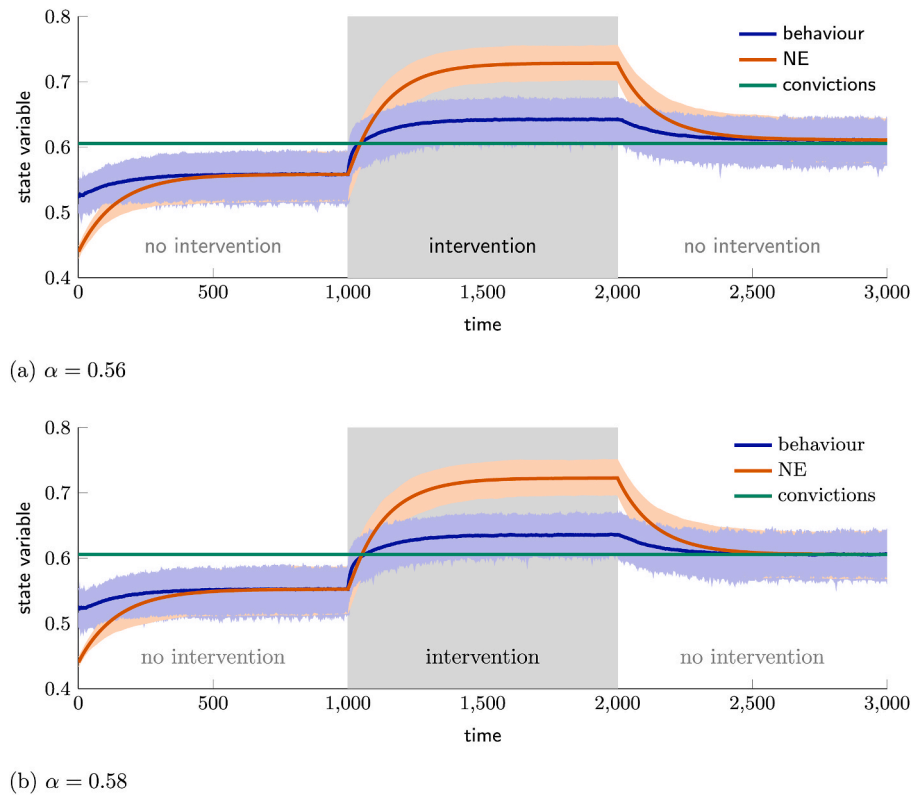 0.8
0.7
0.6
0.5
0.4
state variable
behaviour
NE
convictions
no intervention
intervention
no intervention
0
500
1,000
1,500
2,000
2,500
3,000
time
(a) α = 0.56
0.8
0.7
0.6
0.5
0.4
state variable
behaviour
NE
convictions
no intervention
intervention
no intervention
0
500
1,000
1,500
2,000
2,500
3,000
time
(b) α = 0.58